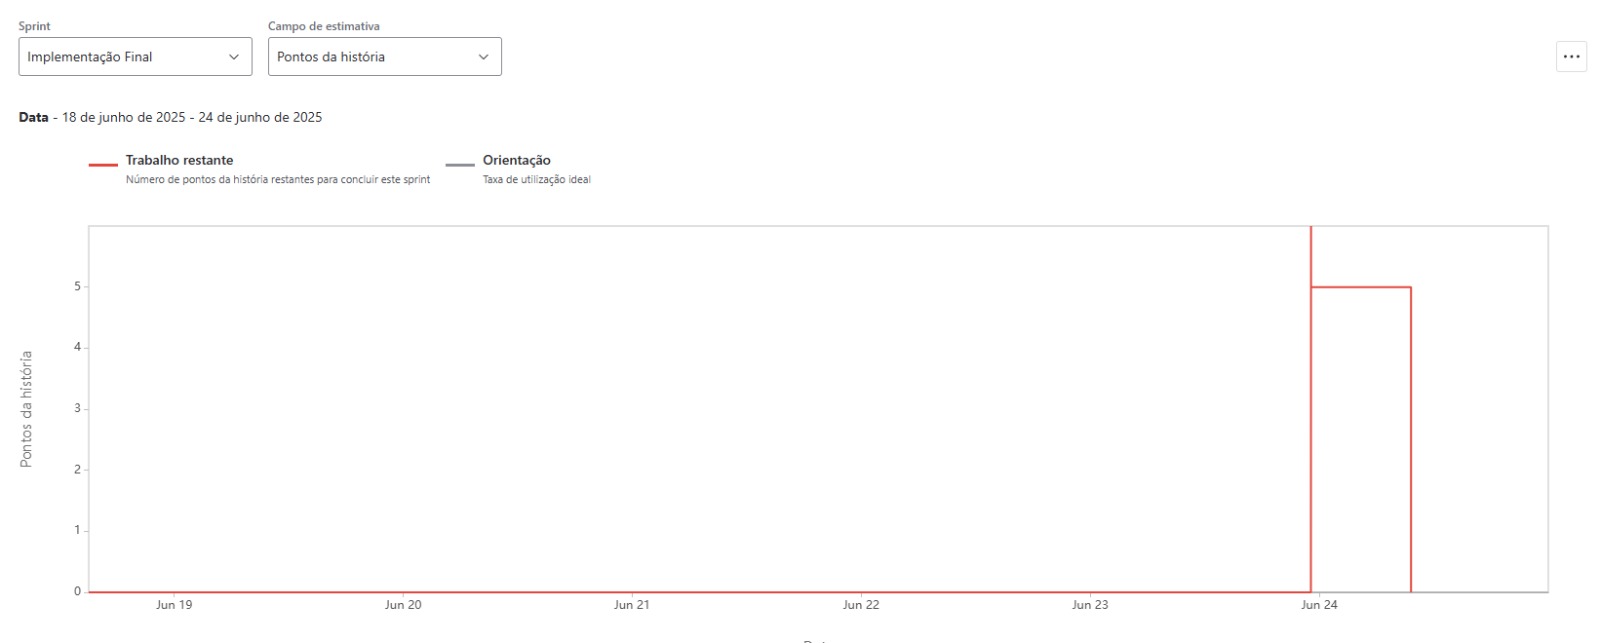 Sprint
Campo de estimativa
Implementação Final
Pontos da história
Data - 18 de junho de 2025 - 24 de junho de 2025
Trabalho restante
Número de pontos da história restantes para concluir este sprint
Orientação
Taxa de utilização ideal
Pontos da história
5
4
3
2
1
0
Jun 19
Jun 20
Jun 21
Jun 22
Jun 23
Jun 24